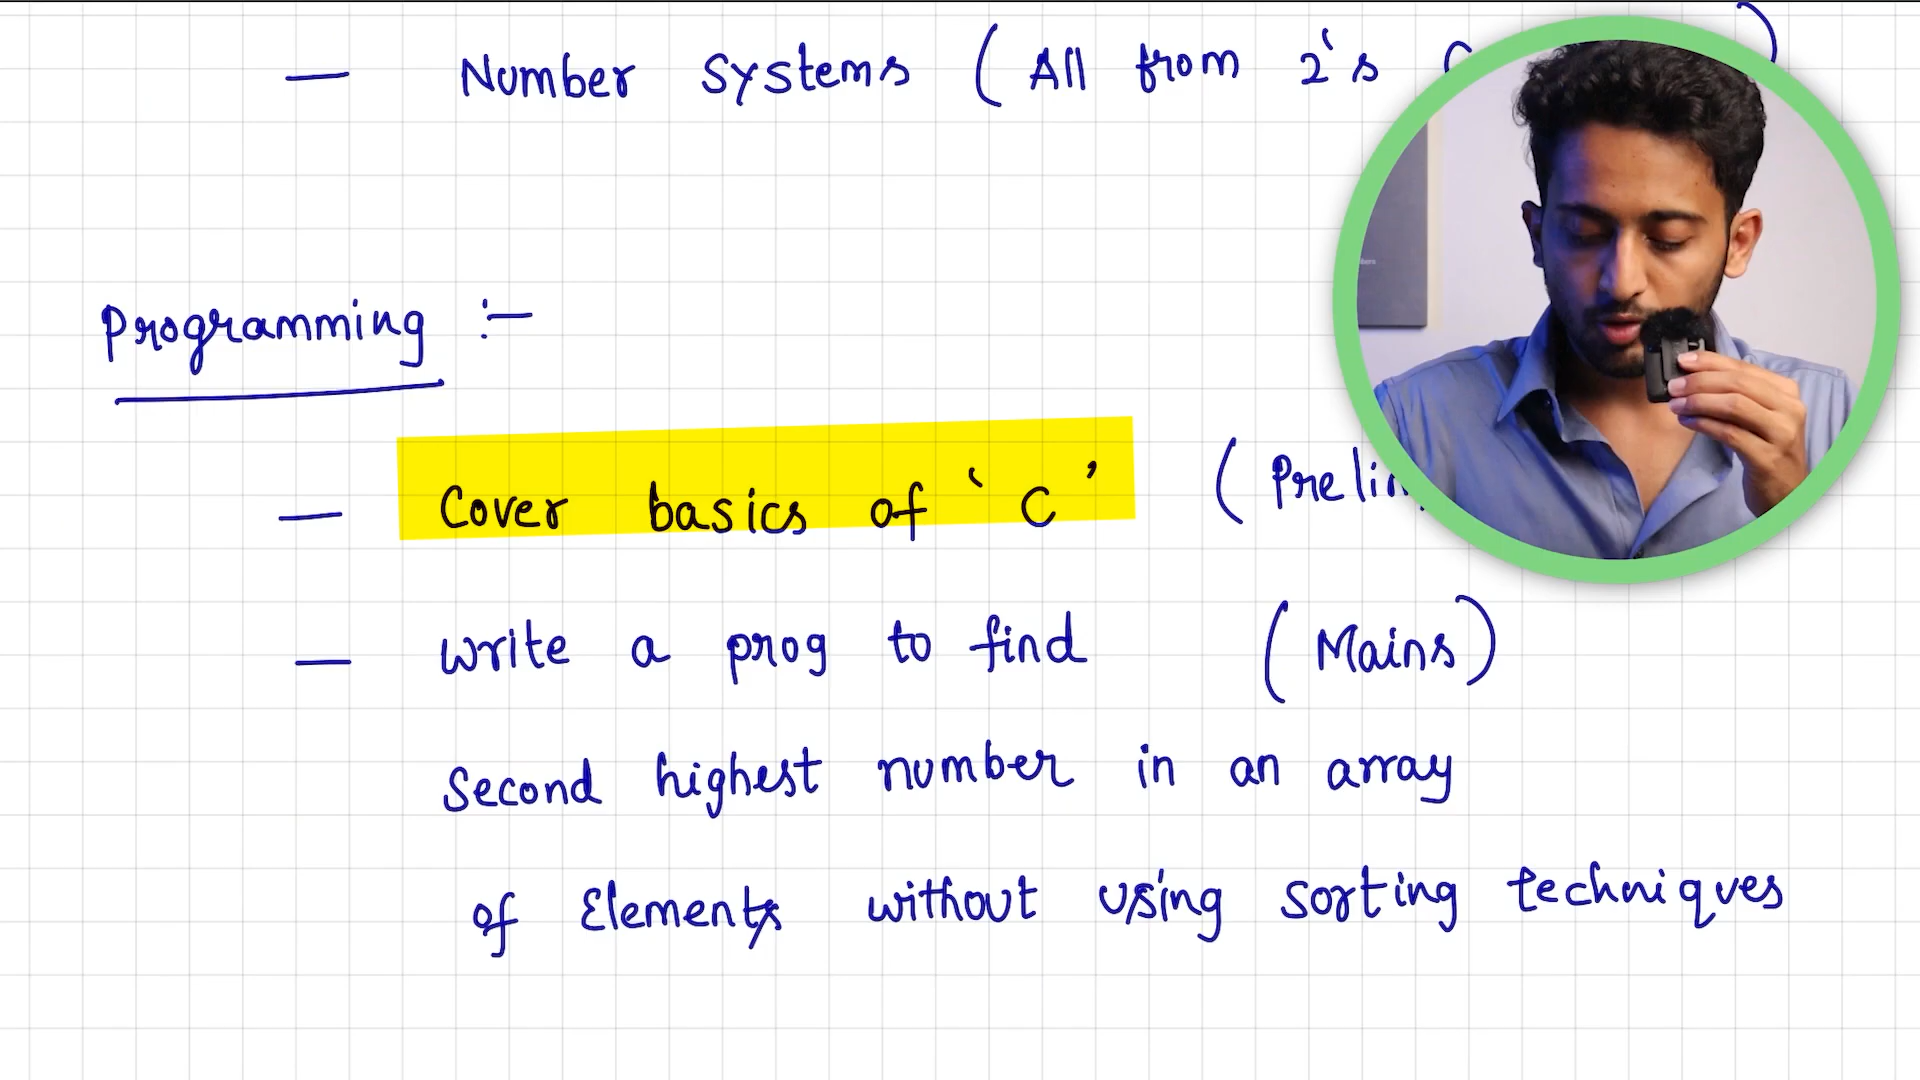 — Number Systems ( All from 2's )
Programming :-
— Cover basics of 'C' (
— write a prog to find (Mains)
Second highest number in an array
of Elements without using sorting techniques